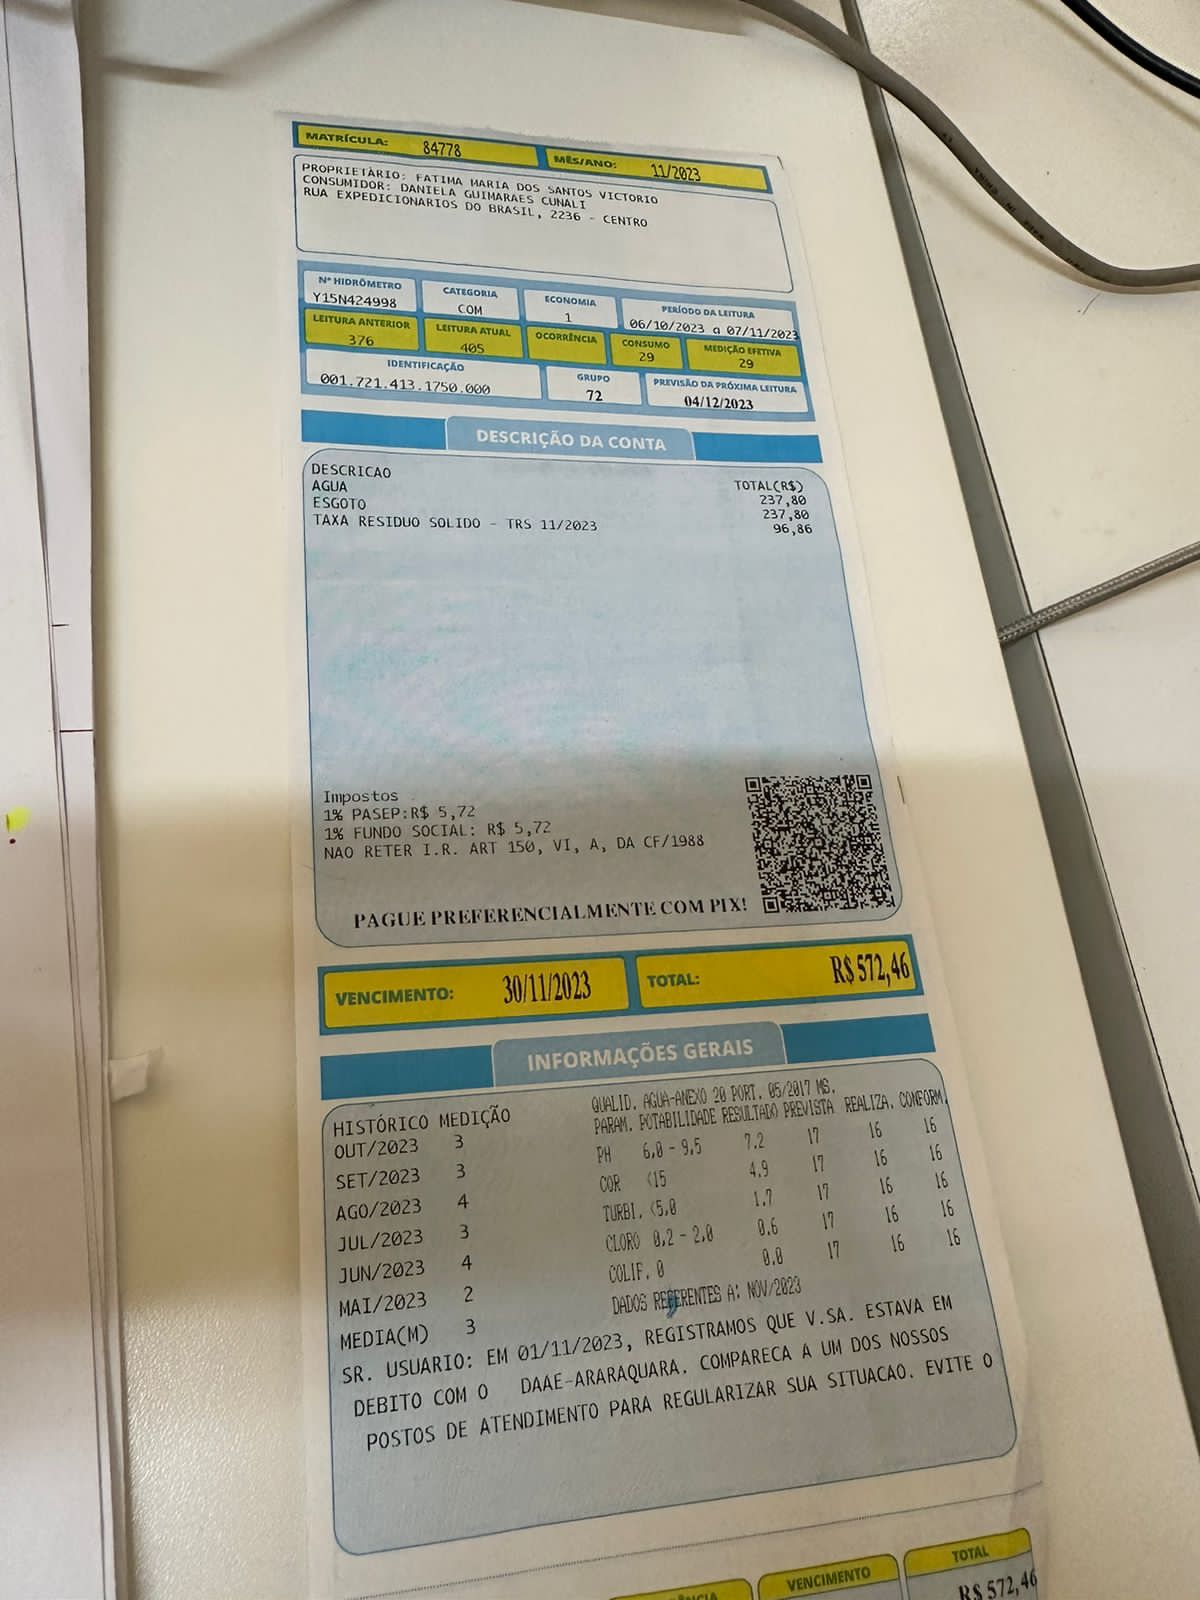 MATRÍCULA: 84778 MÊS/ANO: 11/2023
PROPRIETÁRIO: FATIMA MARIA DOS SANTOS VICTORIO
CONSUMIDOR: DANIELA GUIMARAES CUNALI
RUA EXPEDICIONARIOS DO BRASIL, 2236 - CENTRO
Nº HIDRÔMETRO CATEGORIA ECONOMIA PERÍODO DA LEITURA
Y15N424998 COM 1 06/10/2023 a 07/11/2023
LEITURA ANTERIOR LEITURA ATUAL OCORRÊNCIA CONSUMO MEDIÇÃO EFETIVA
376 405 29 29
IDENTIFICAÇÃO GRUPO PREVISÃO DA PRÓXIMA LEITURA
001.721.413.1750.000 72 04/12/2023
DESCRIÇÃO DA CONTA
DESCRICAO TOTAL(R$)
AGUA 237,80
ESGOTO 237,80
TAXA RESIDUO SOLIDO - TRS 11/2023 96,86
Impostos
1% PASEP:R$ 5,72
1% FUNDO SOCIAL: R$ 5,72
NAO RETER I.R. ART 150, VI, A, DA CF/1988
PAGUE PREFERENCIALMENTE COM PIX!
VENCIMENTO: 30/11/2023 TOTAL: R$ 572,46
INFORMAÇÕES GERAIS
HISTÓRICO MEDIÇÃO
OUT/2023 3
SET/2023 3
AGO/2023 4
JUL/2023 3
JUN/2023 4
MAI/2023 2
MEDIA(M) 3
QUALID. AGUA-ANEXO 20 PORT. 05/2017 MS.
PARAM. POTABILIDADE RESULTADO PREVISTA REALIZA. CONFORM.
PH 6,0 - 9,5 7.2 17 16 16
COR <15 4.9 17 16 16
TURBI. <5,0 1.7 17 16 16
CLORO 0,2 - 2,0 0.6 17 16 16
COLIF. 0 0.0 17 16 16
DADOS REFERENTES A: NOV/2023
SR. USUARIO: EM 01/11/2023, REGISTRAMOS QUE V.SA. ESTAVA EM
DEBITO COM O DAAE-ARARAQUARA. COMPARECA A UM DOS NOSSOS
POSTOS DE ATENDIMENTO PARA REGULARIZAR SUA SITUACAO. EVITE O
VENCIMENTO TOTAL
R$ 572,46